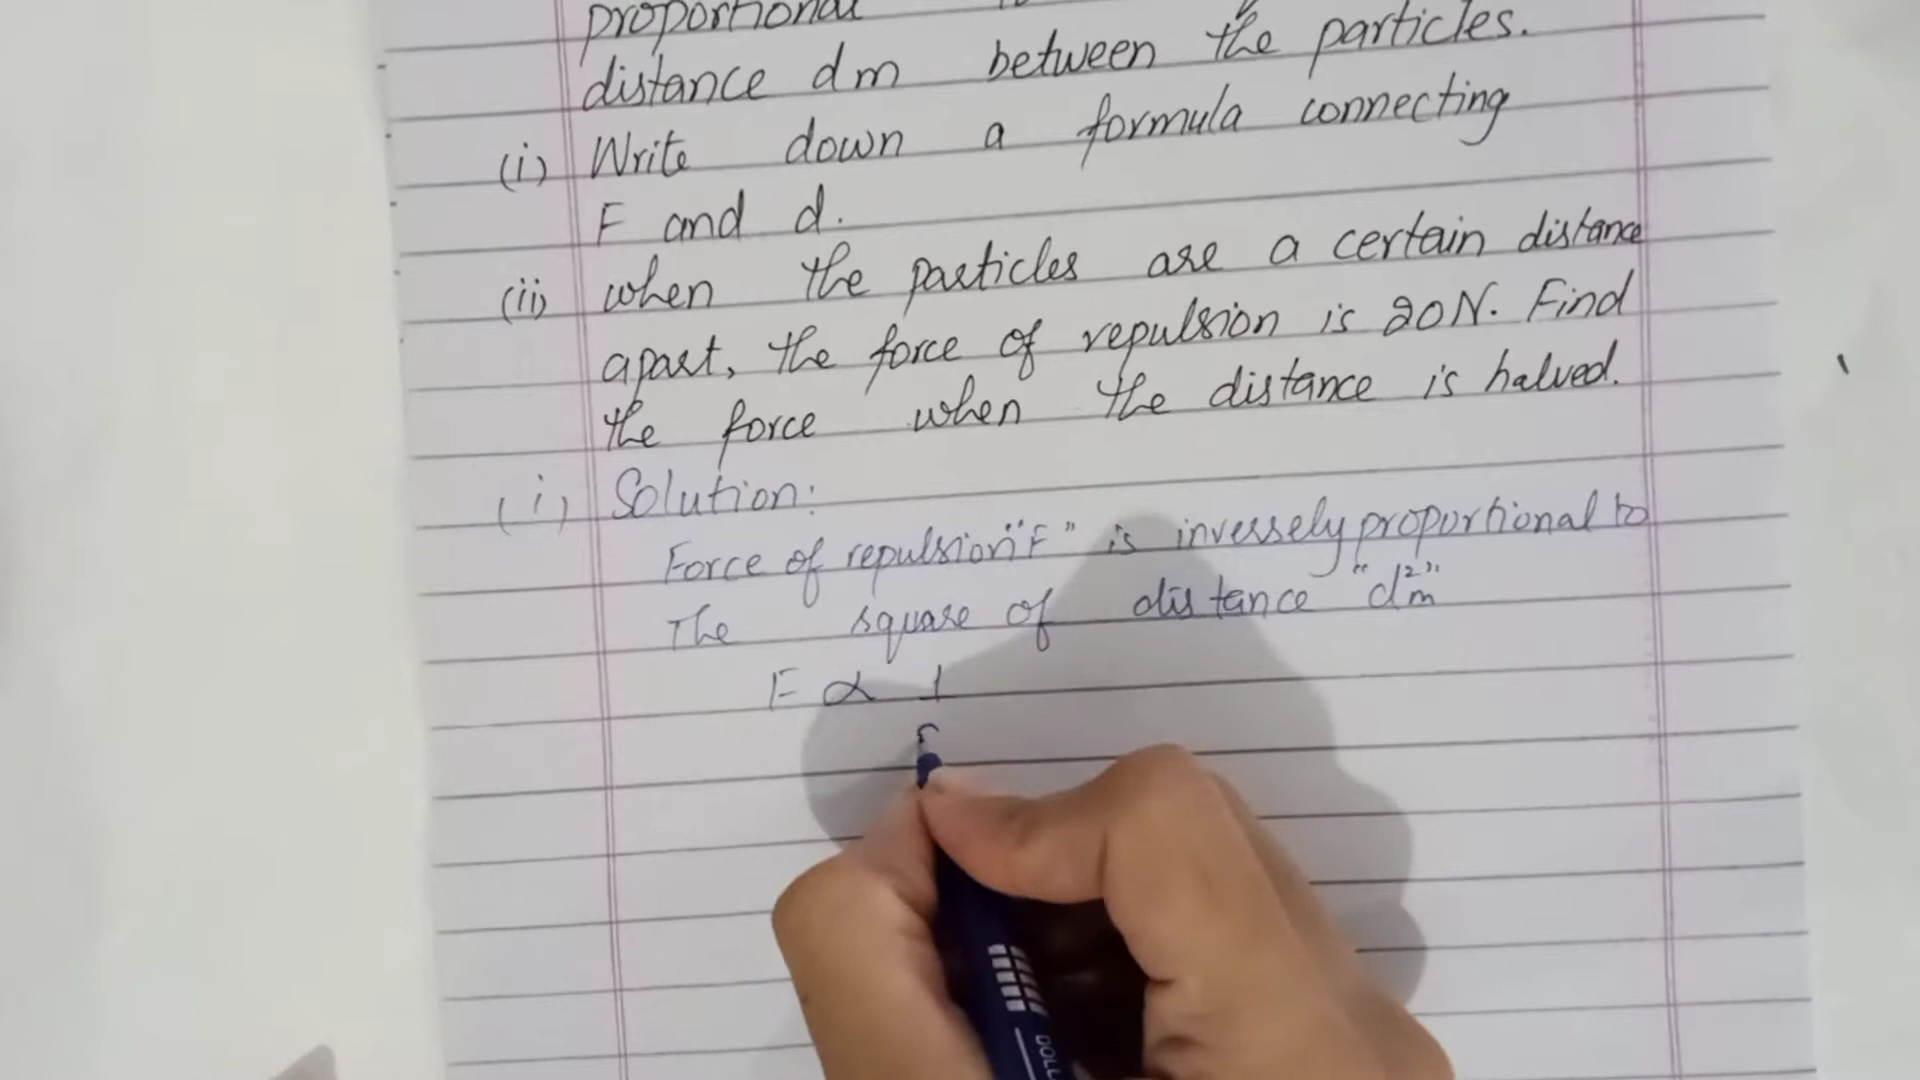 proportional
distance dm between the particles.
(i) Write down a formula connecting
F and d.
(ii) when the particles are a certain distance
apart, the force of repulsion is 20N. Find
the force when the distance is halved.
(i) Solution:
Force of repulsion "F" is inversely proportional to
The square of distance "d²m"
F ∝ 1
DOLL